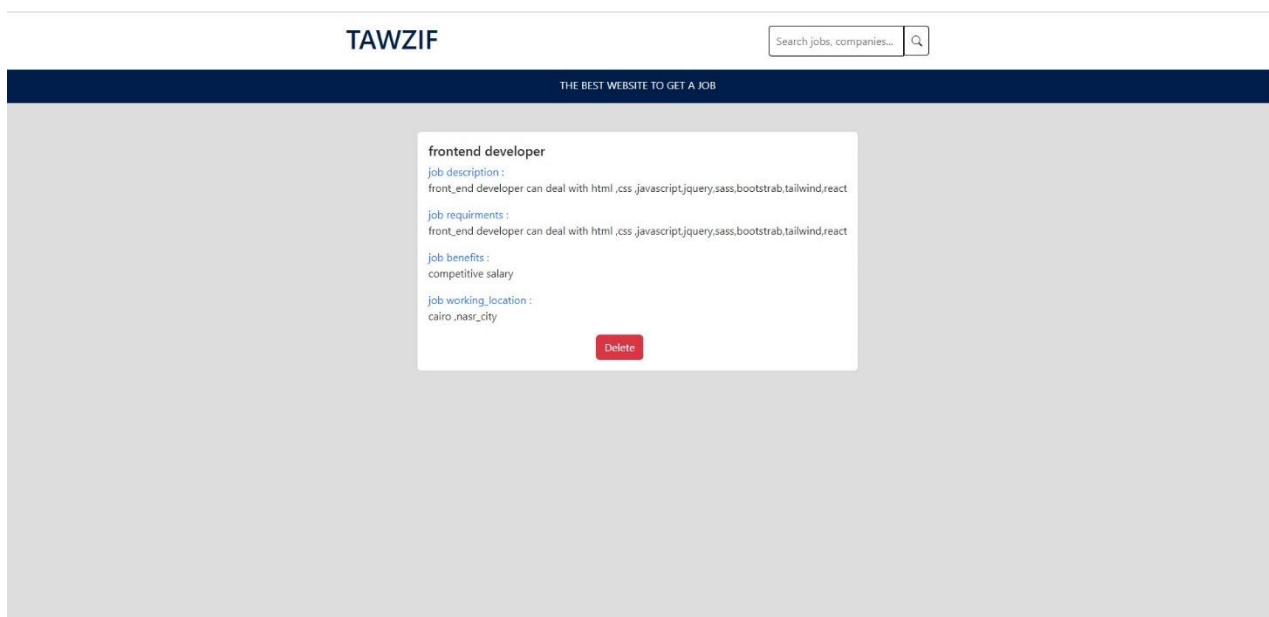 TAWZIF
Search jobs, companies...
THE BEST WEBSITE TO GET A JOB
frontend developer
job description :
front_end developer can deal with html ,css ,javascript,jquery,sass,bootstrab,tailwind,react
job requirments :
front_end developer can deal with html ,css ,javascript,jquery,sass,bootstrab,tailwind,react
job benefits :
competitive salary
job working_location :
cairo ,nasr_city
Delete